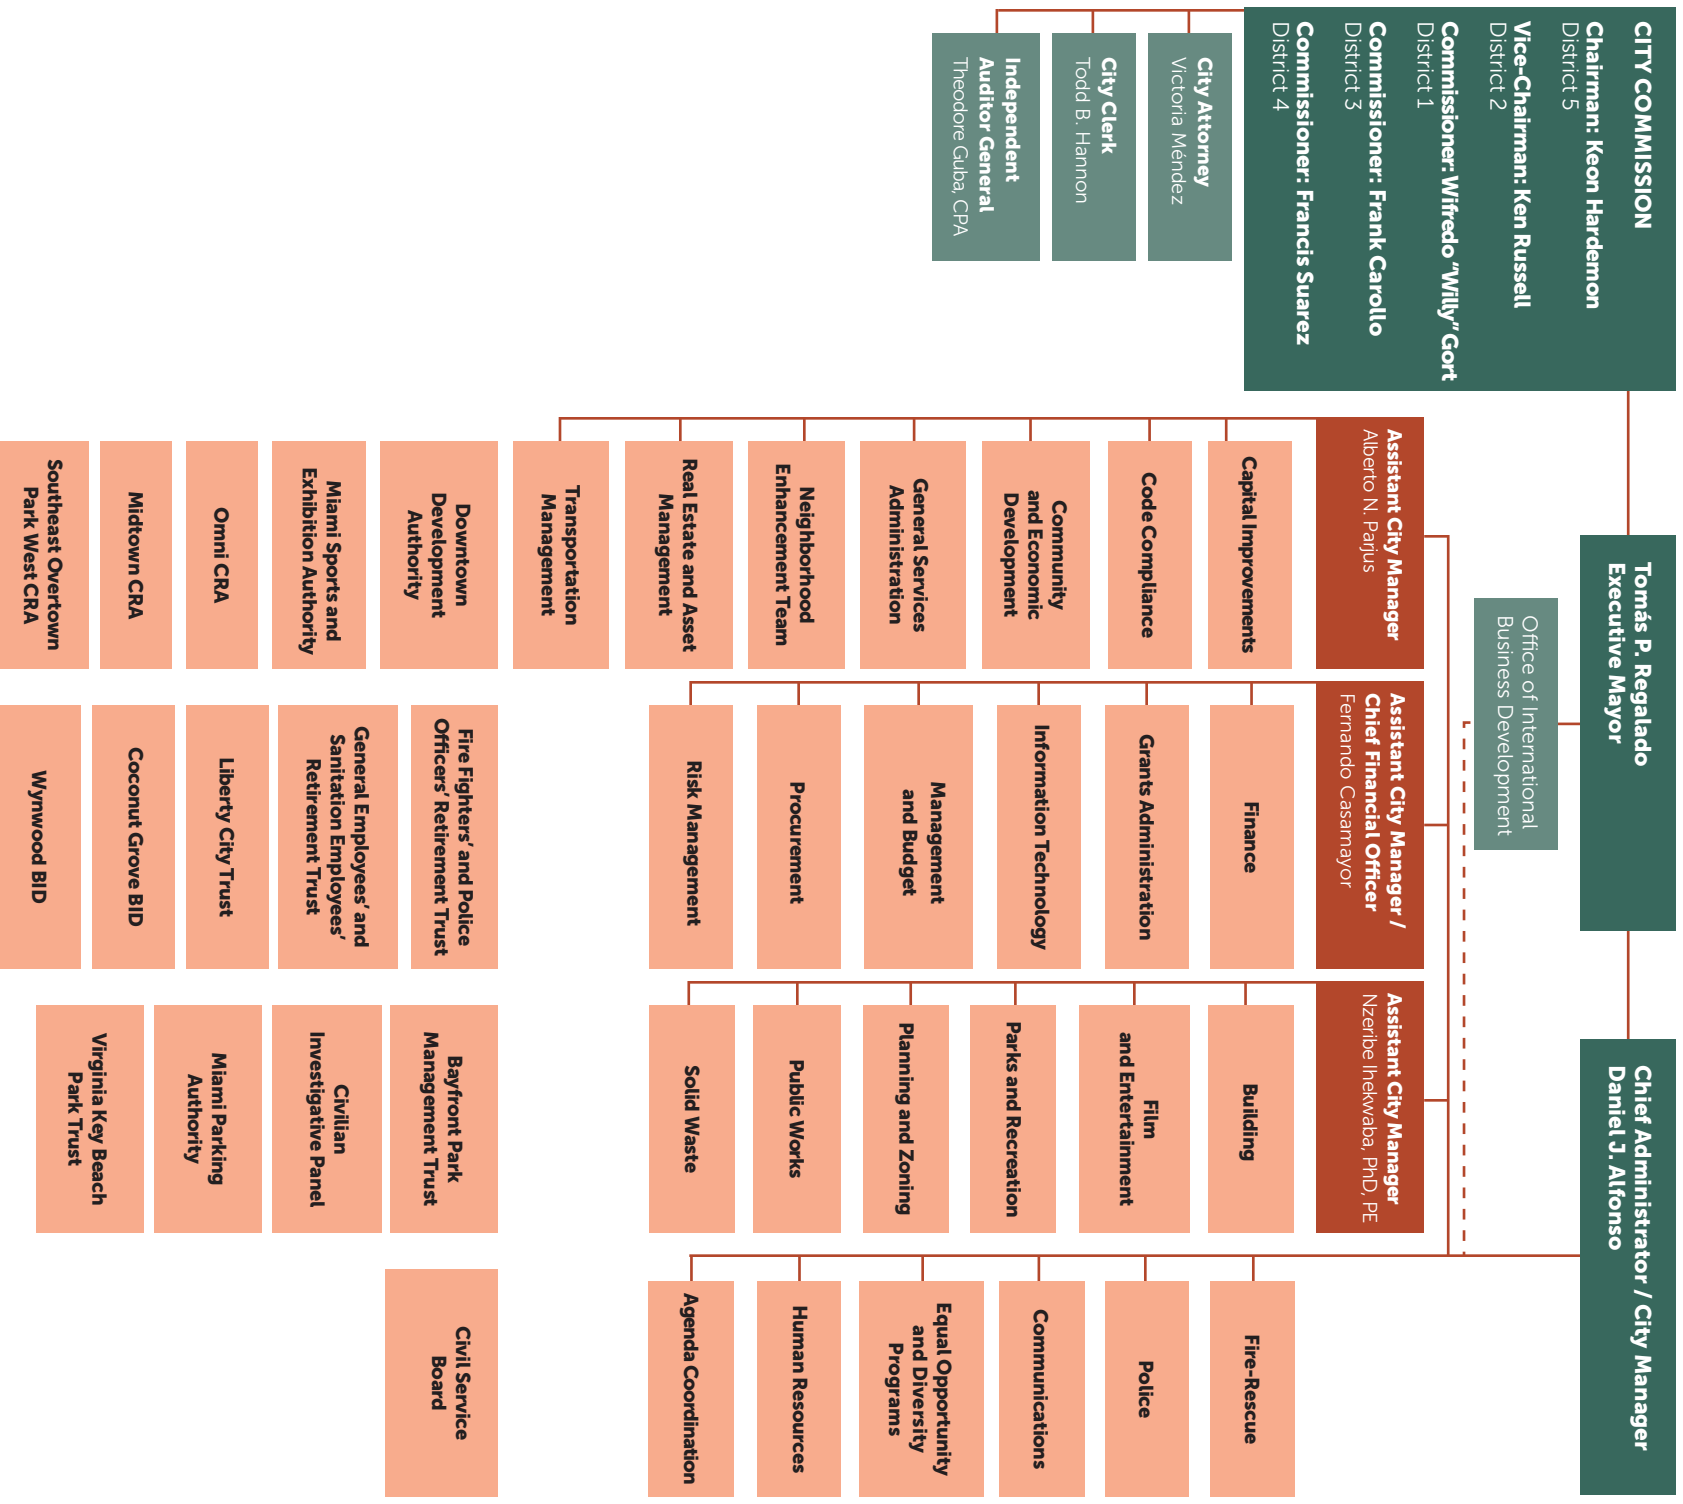 CITY COMMISSION
Chairman: Keon Hardemon
District 5
Vice-Chairman: Ken Russell
District 2
Commissioner: Wifredo “Willy” Gort
District 1
Commissioner: Frank Carollo
District 3
Commissioner: Francis Suarez
District 4
Tomás P. Regalado
Executive Mayor
Chief Administrator / City Manager
Daniel J. Alfonso
City Attorney
Victoria Méndez
City Clerk
Todd B. Hannon
Independent
Auditor General
Theodore Guba, CPA
Office of International
Business Development
Assistant City Manager
Alberto N. Parjus
Capital Improvements
Code Compliance
Community
and Economic
Development
General Services
Administration
Neighborhood
Enhancement Team
Real Estate and Asset
Management
Transportation
Management
Assistant City Manager /
Chief Financial Officer
Fernando Casamayor
Finance
Grants Administration
Information Technology
Management
and Budget
Procurement
Risk Management
Assistant City Manager
Nzeribe Ihekwaba, PhD, PE
Building
Film
and Entertainment
Parks and Recreation
Planning and Zoning
Public Works
Solid Waste
Fire-Rescue
Police
Communications
Equal Opportunity
and Diversity
Programs
Human Resources
Agenda Coordination
Downtown
Development
Authority
Miami Sports and
Exhibition Authority
Omni CRA
Midtown CRA
Southeast Overtown
Park West CRA
Fire Fighters’ and Police
Officers’ Retirement Trust
General Employees’ and
Sanitation Employees’
Retirement Trust
Liberty City Trust
Coconut Grove BID
Wynwood BID
Bayfront Park
Management Trust
Civilian
Investigative Panel
Miami Parking
Authority
Virginia Key Beach
Park Trust
Civil Service
Board